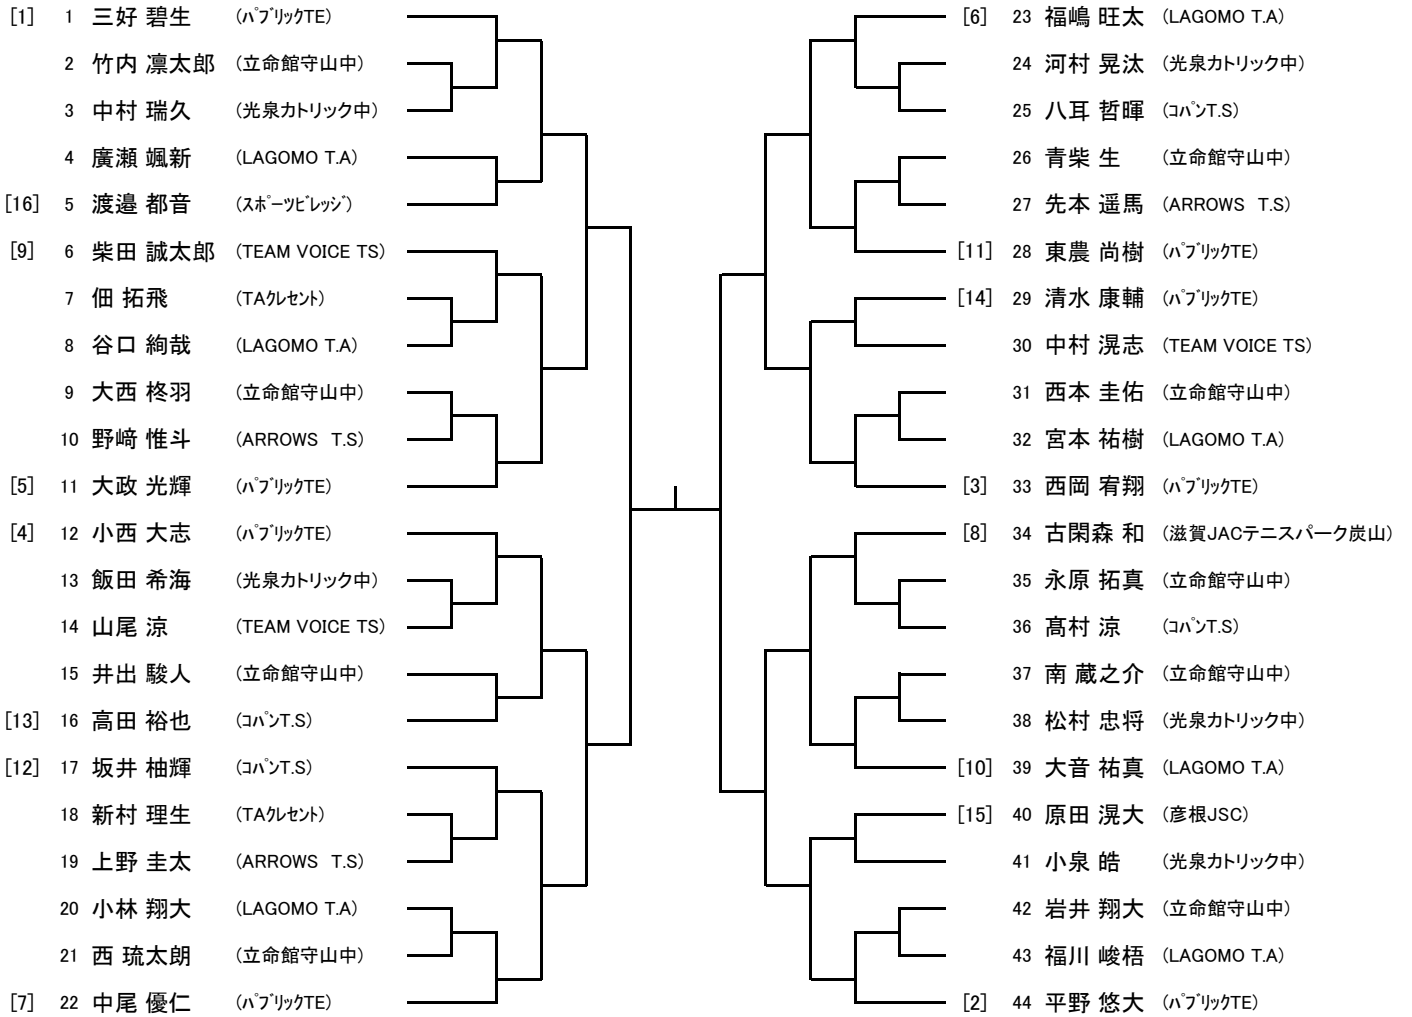 [1] 1 三好 碧生 (ﾊﾟﾌﾞﾘｯｸTE)
2 竹内 凛太郎 (立命館守山中)
3 中村 瑞久 (光泉カトリック中)
4 廣瀬 颯新 (LAGOMO T.A)
[16] 5 渡邉 都音 (ｽﾎﾟｰﾂﾋﾞﾚｯｼﾞ)
[9] 6 柴田 誠太郎 (TEAM VOICE TS)
7 佃 拓飛 (TAｸﾚｾﾝﾄ)
8 谷口 絢哉 (LAGOMO T.A)
9 大西 柊羽 (立命館守山中)
10 野﨑 惟斗 (ARROWS　T.S)
[5] 11 大政 光輝 (ﾊﾟﾌﾞﾘｯｸTE)
[4] 12 小西 大志 (ﾊﾟﾌﾞﾘｯｸTE)
13 飯田 希海 (光泉カトリック中)
14 山尾 涼 (TEAM VOICE TS)
15 井出 駿人 (立命館守山中)
[13] 16 高田 裕也 (ｺﾊﾟﾝT.S)
[12] 17 坂井 柚輝 (ｺﾊﾟﾝT.S)
18 新村 理生 (TAｸﾚｾﾝﾄ)
19 上野 圭太 (ARROWS　T.S)
20 小林 翔大 (LAGOMO T.A)
21 西 琉太朗 (立命館守山中)
[7] 22 中尾 優仁 (ﾊﾟﾌﾞﾘｯｸTE)
[6] 23 福嶋 旺太 (LAGOMO T.A)
24 河村 晃汰 (光泉カトリック中)
25 八耳 哲暉 (ｺﾊﾟﾝT.S)
26 青柴 生 (立命館守山中)
27 先本 遥馬 (ARROWS　T.S)
[11] 28 東農 尚樹 (ﾊﾟﾌﾞﾘｯｸTE)
[14] 29 清水 康輔 (ﾊﾟﾌﾞﾘｯｸTE)
30 中村 滉志 (TEAM VOICE TS)
31 西本 圭佑 (立命館守山中)
32 宮本 祐樹 (LAGOMO T.A)
[3] 33 西岡 宥翔 (ﾊﾟﾌﾞﾘｯｸTE)
[8] 34 古閑森 和 (滋賀JACテニスパーク炭山)
35 永原 拓真 (立命館守山中)
36 髙村 涼 (ｺﾊﾟﾝT.S)
37 南 蔵之介 (立命館守山中)
38 松村 忠将 (光泉カトリック中)
[10] 39 大音 祐真 (LAGOMO T.A)
[15] 40 原田 滉大 (彦根JSC)
41 小泉 皓 (光泉カトリック中)
42 岩井 翔大 (立命館守山中)
43 福川 峻梧 (LAGOMO T.A)
[2] 44 平野 悠大 (ﾊﾟﾌﾞﾘｯｸTE)